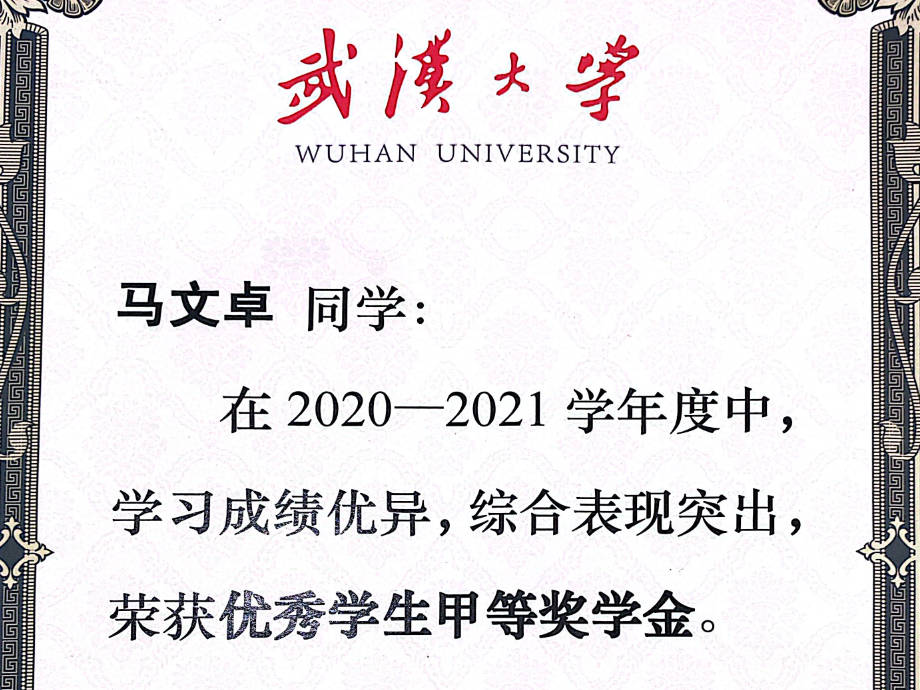 武漢大学
WUHAN UNIVERSITY
马文卓 同学：
在 2020—2021 学年度中，
学习成绩优异，综合表现突出，
荣获优秀学生甲等奖学金。